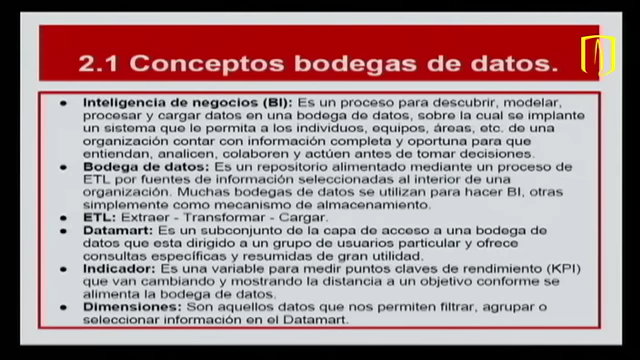 2.1 Conceptos bodegas de datos.
• Inteligencia de negocios (BI): Es un proceso para descubrir, modelar,
procesar y cargar datos en una bodega de datos, sobre la cual se implante
un sistema que le permita a los individuos, equipos, áreas, etc. de una
organización contar con información completa y oportuna para que
entiendan, analicen, colaboren y actúen antes de tomar decisiones.
• Bodega de datos: Es un repositorio alimentado mediante un proceso de
ETL por fuentes de información seleccionadas al interior de una
organización. Muchas bodegas de datos se utilizan para hacer BI, otras
simplemente como mecanismo de almacenamiento.
• ETL: Extraer - Transformar - Cargar.
• Datamart: Es un subconjunto de la capa de acceso a una bodega de
datos que esta dirigido a un grupo de usuarios particular y ofrece
consultas específicas y resumidas de gran utilidad.
• Indicador: Es una variable para medir puntos claves de rendimiento (KPI)
que van cambiando y mostrando la distancia a un objetivo conforme se
alimenta la bodega de datos.
• Dimensiones: Son aquellos datos que nos permiten filtrar, agrupar o
seleccionar información en el Datamart.